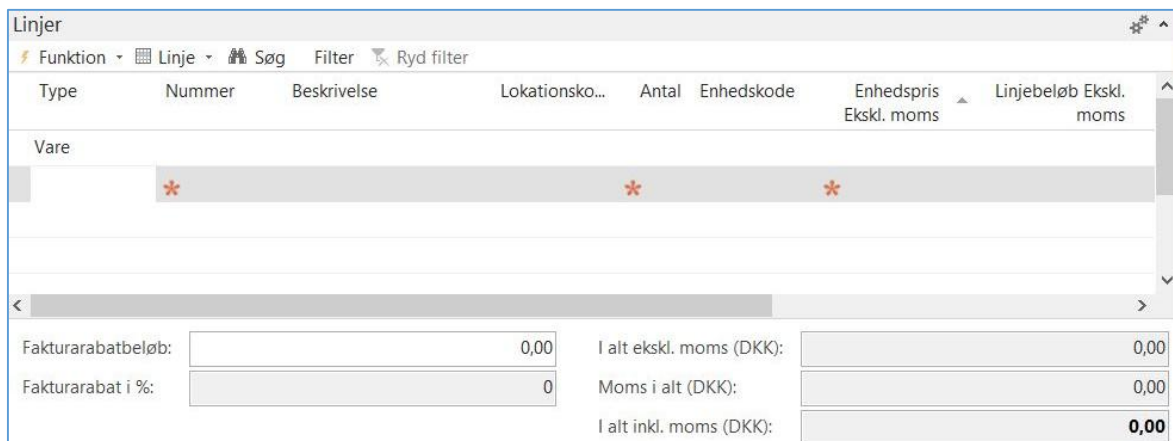 Linjer
Funktion Linje Søg Filter Ryd filter
Type Nummer Beskrivelse Lokationsko... Antal Enhedskode Enhedspris Ekskl. moms Linjebeløb Ekskl. moms
Vare
* * *
Fakturarabatbeløb: 0,00 I alt ekskl. moms (DKK): 0,00
Fakturarabat i %: 0 Moms i alt (DKK): 0,00
I alt inkl. moms (DKK): 0,00